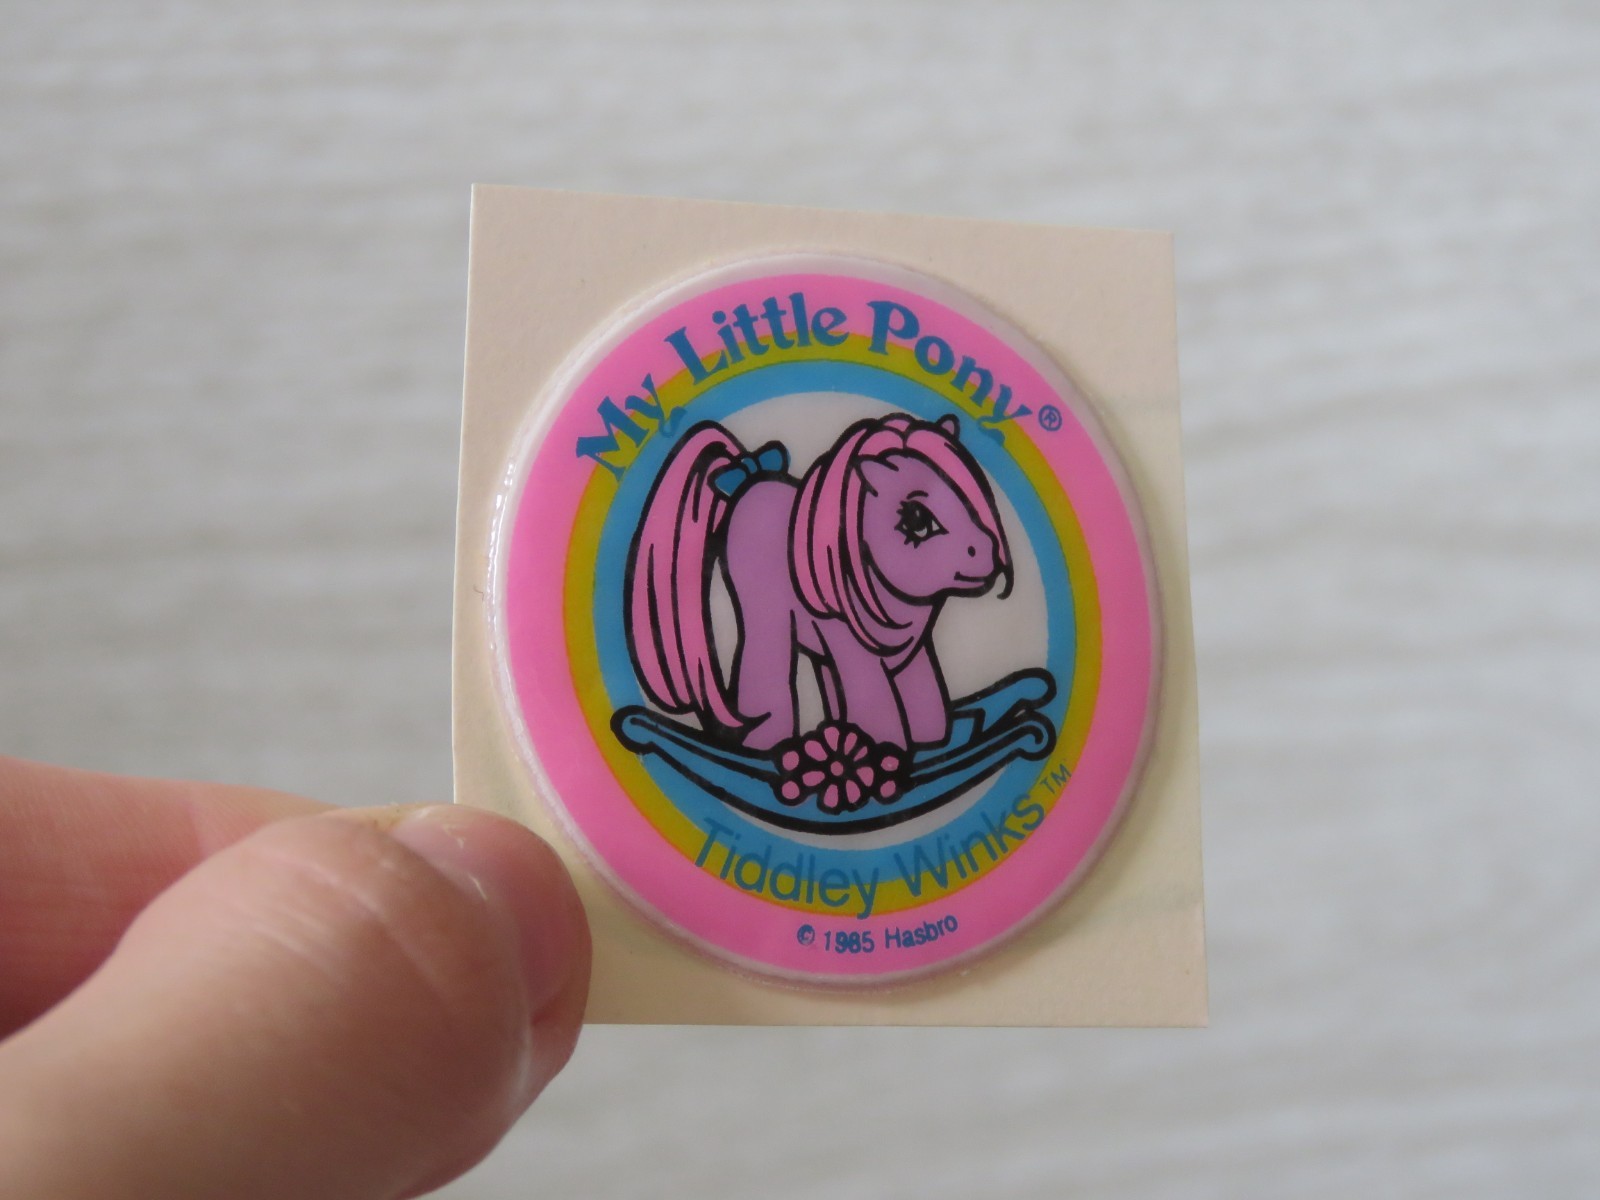 My Little Pony®
Tiddley Winks™
© 1985 Hasbro